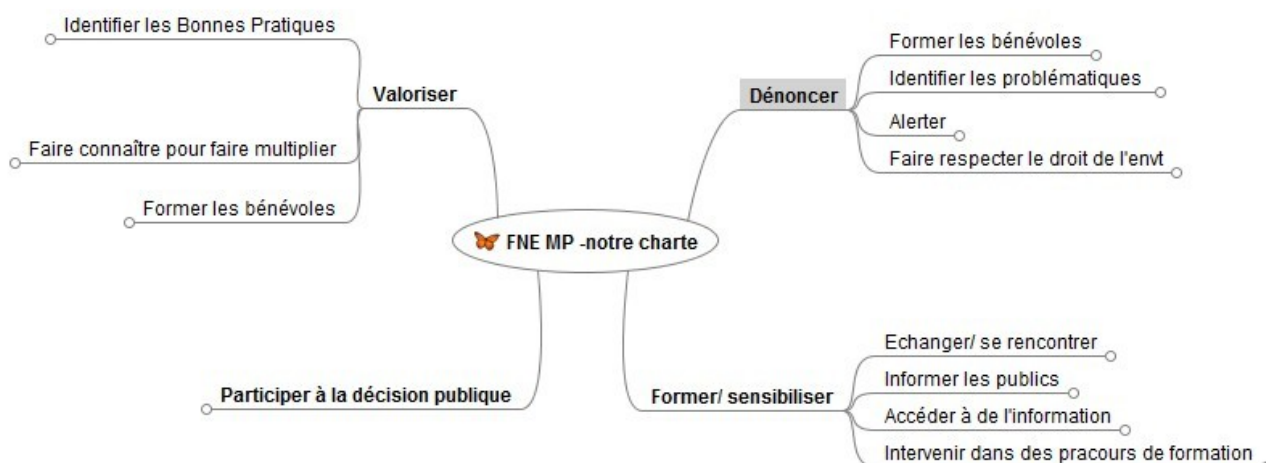 Identifier les Bonnes Pratiques
Valoriser
Faire connaître pour faire multiplier
Former les bénévoles
Dénoncer
Former les bénévoles
Identifier les problématiques
Alerter
Faire respecter le droit de l'envt
FNE MP -notre charte
Participer à la décision publique
Former/ sensibiliser
Echanger/ se rencontrer
Informer les publics
Accéder à de l'information
Intervenir dans des pracours de formation